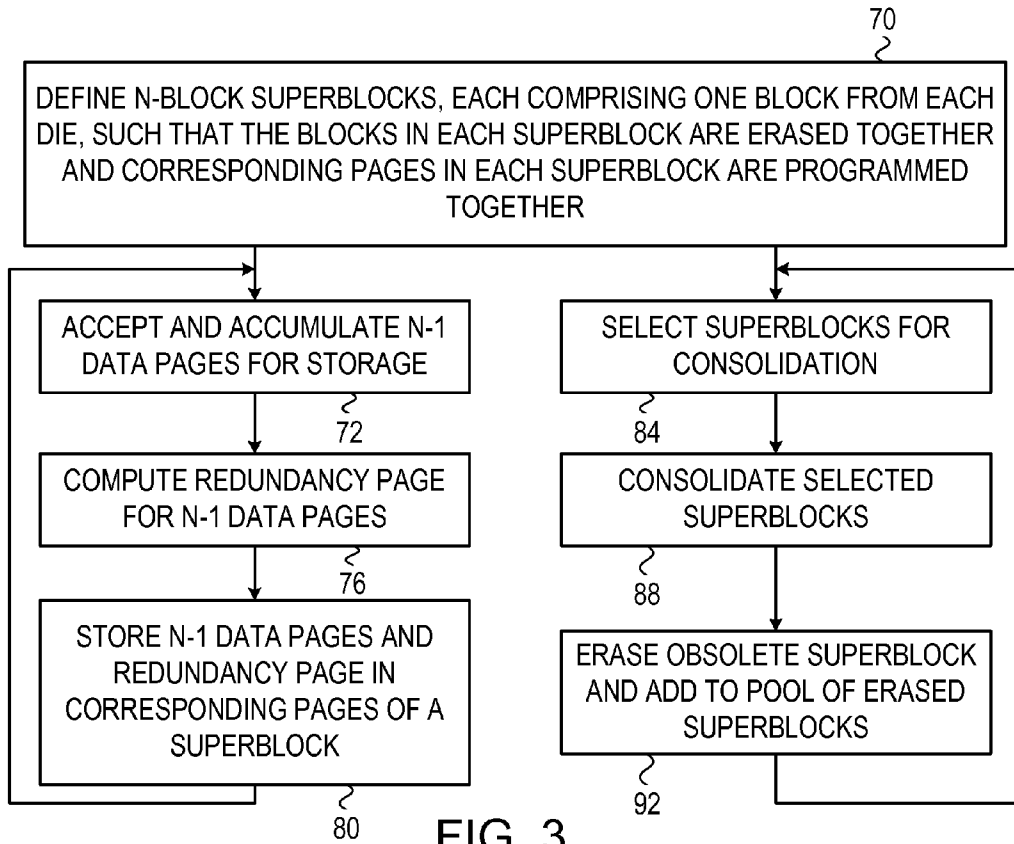 70
DEFINE N-BLOCK SUPERBLOCKS, EACH COMPRISING ONE BLOCK FROM EACH
DIE, SUCH THAT THE BLOCKS IN EACH SUPERBLOCK ARE ERASED TOGETHER
AND CORRESPONDING PAGES IN EACH SUPERBLOCK ARE PROGRAMMED
TOGETHER
ACCEPT AND ACCUMULATE N-1
DATA PAGES FOR STORAGE
72
COMPUTE REDUNDANCY PAGE
FOR N-1 DATA PAGES
76
STORE N-1 DATA PAGES AND
REDUNDANCY PAGE IN
CORRESPONDING PAGES OF A
SUPERBLOCK
80
SELECT SUPERBLOCKS FOR
CONSOLIDATION
84
CONSOLIDATE SELECTED
SUPERBLOCKS
88
ERASE OBSOLETE SUPERBLOCK
AND ADD TO POOL OF ERASED
SUPERBLOCKS
92
FIG. 3